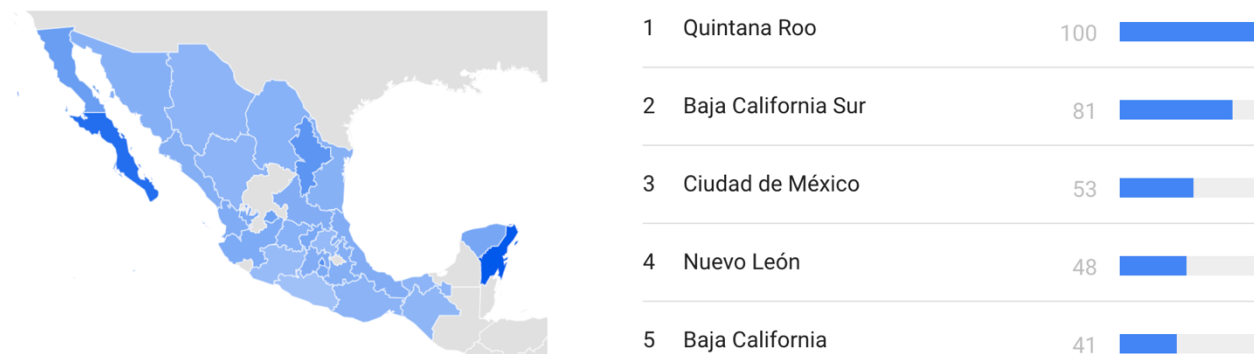 1 Quintana Roo 100
2 Baja California Sur 81
3 Ciudad de México 53
4 Nuevo León 48
5 Baja California 41